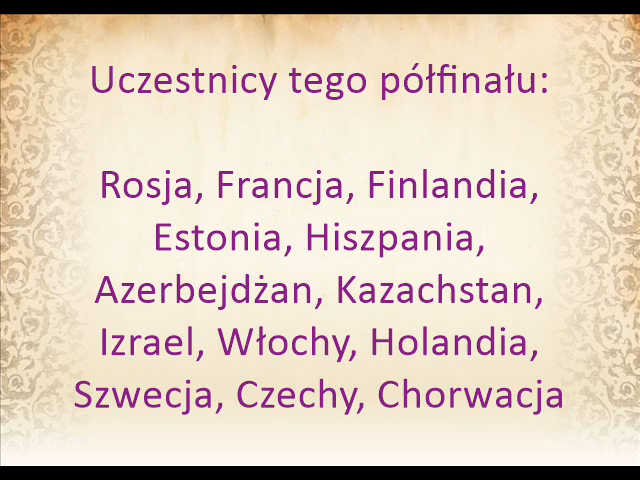 Uczestnicy tego półfinału:
Rosja, Francja, Finlandia,
Estonia, Hiszpania,
Azerbejdżan, Kazachstan,
Izrael, Włochy, Holandia,
Szwecja, Czechy, Chorwacja